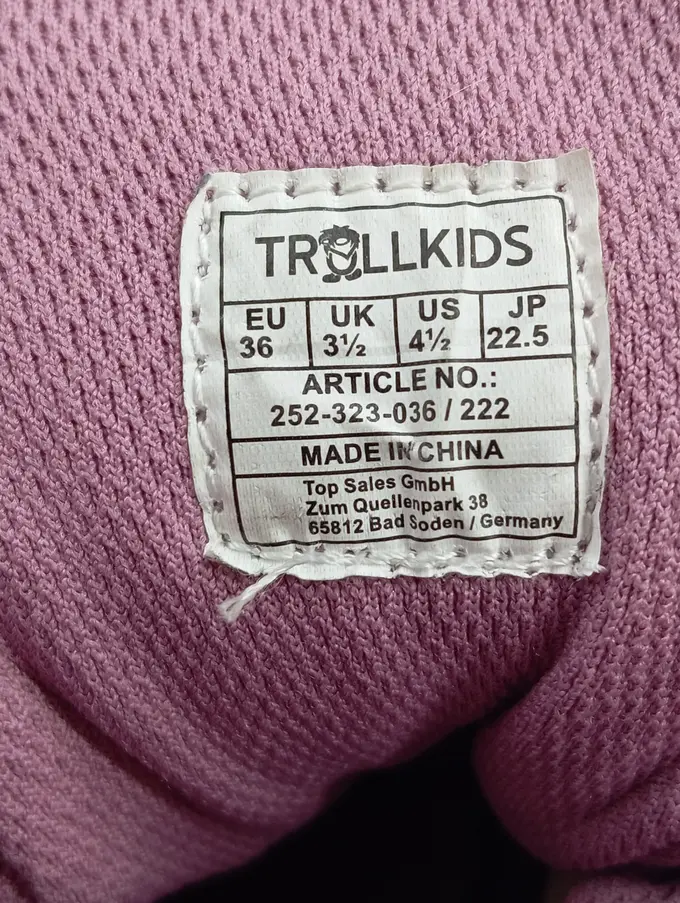 TROLLKIDS
EU UK US JP
36 3½ 4½ 22.5
ARTICLE NO.:
252-323-036 / 222
MADE IN CHINA
Top Sales GmbH
Zum Quellenpark 38
65812 Bad Soden / Germany